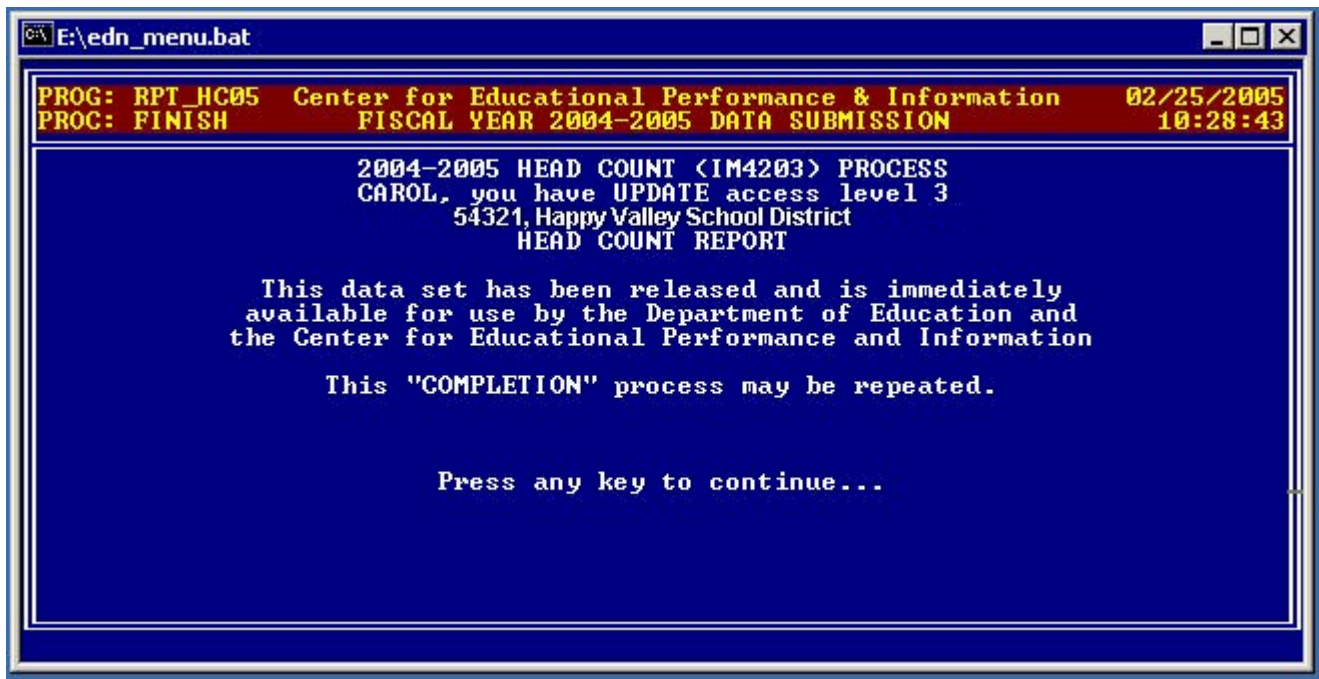 E:\edn_menu.bat
PROG: RPT_HC05 Center for Educational Performance & Information 02/25/2005
PROC: FINISH FISCAL YEAR 2004-2005 DATA SUBMISSION 10:28:43
2004-2005 HEAD COUNT (IM4203) PROCESS
CAROL, you have UPDATE access level 3
54321, Happy Valley School District
HEAD COUNT REPORT
This data set has been released and is immediately
available for use by the Department of Education and
the Center for Educational Performance and Information
This "COMPLETION" process may be repeated.
Press any key to continue...